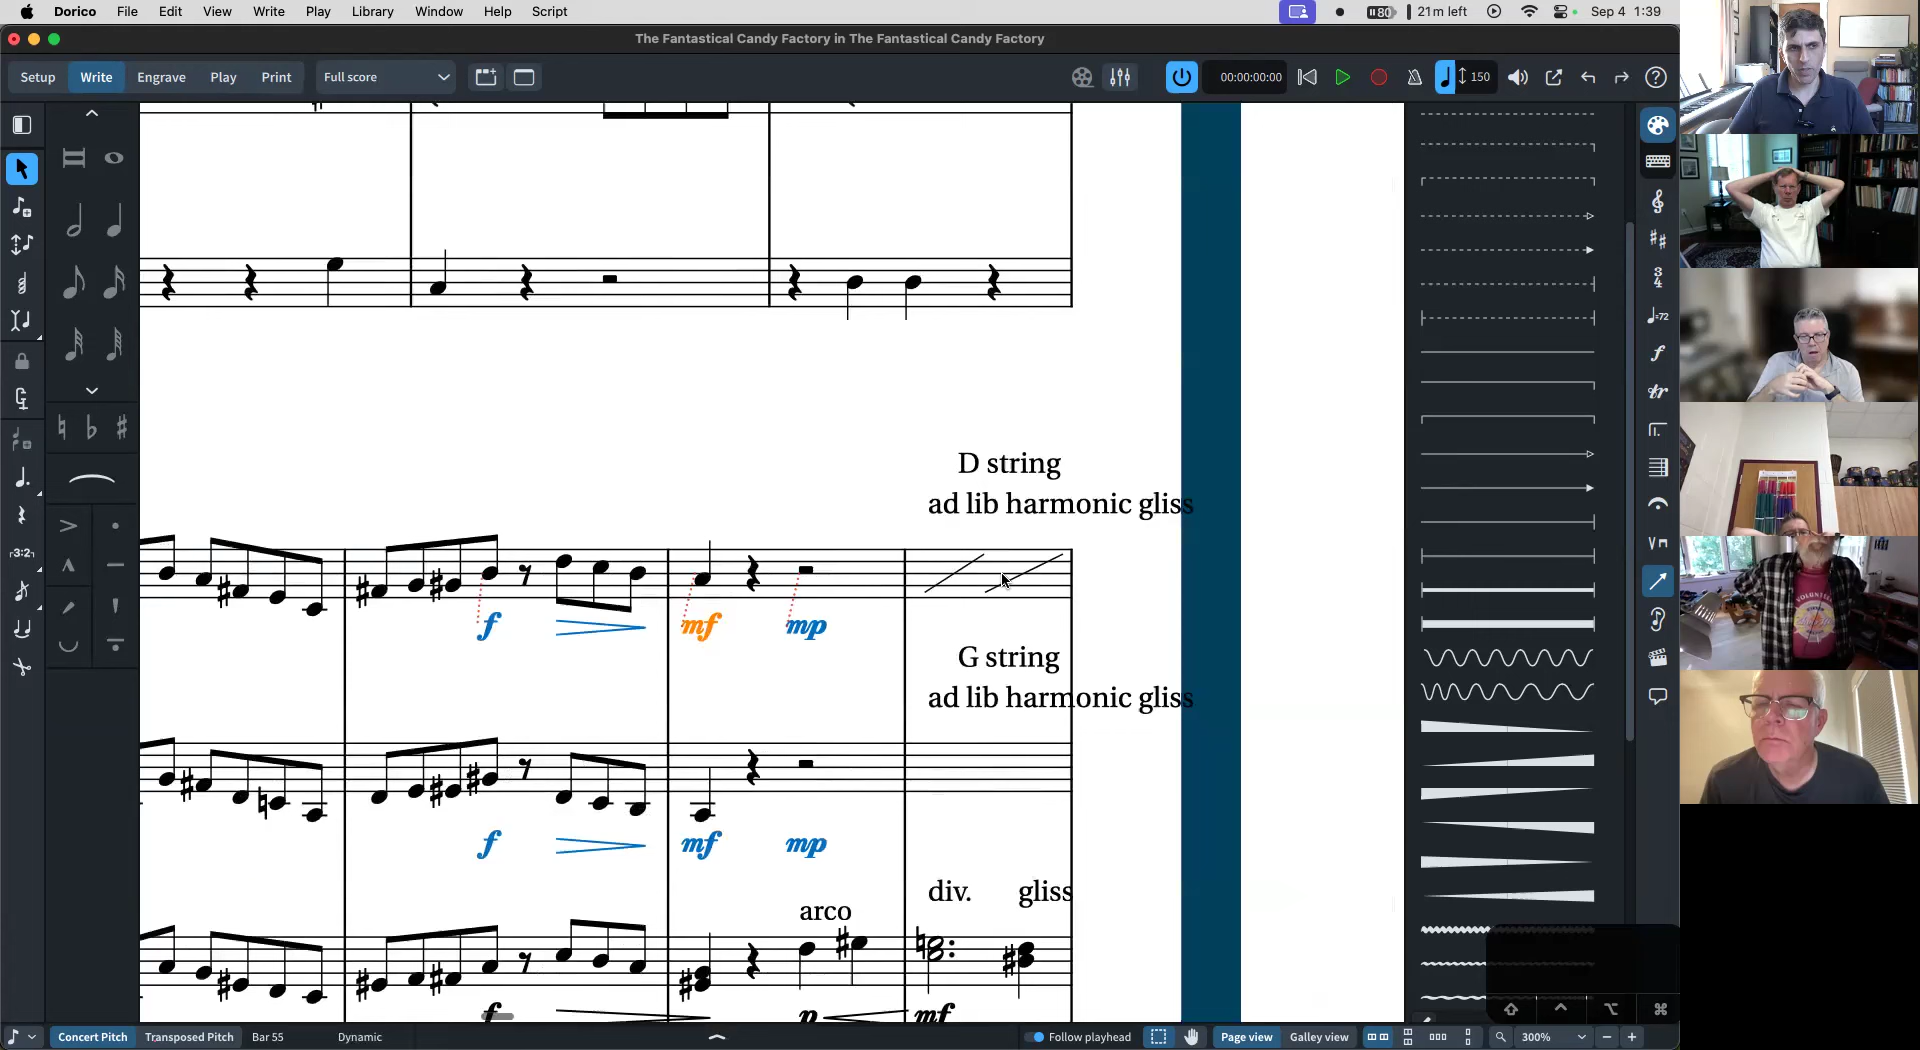 Dorico File Edit View Write Play Library Window Help Script
80 21m left Sep 4 1:39
The Fantastical Candy Factory in The Fantastical Candy Factory
Setup Write Engrave Play Print Full score 00:00:00:00 150
D string
ad lib harmonic gliss
f mf mp
G string
ad lib harmonic gliss
f mf mp
div. gliss
arco
f p mf
3:2
Concert Pitch Transposed Pitch Bar 55 Dynamic Follow playhead Page view Galley view 300%